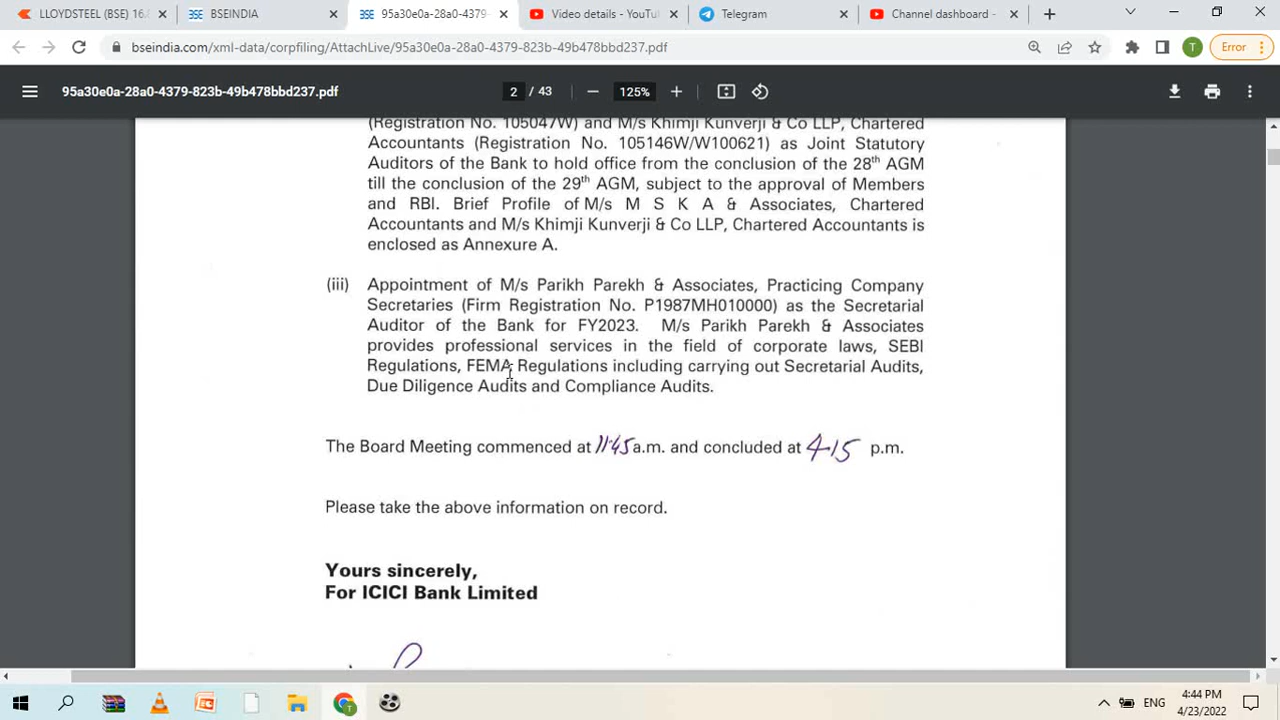 LLOYDSTEEL (BSE) 16.
BSEINDIA
95a30e0a-28a0-4379-
Video details - YouTu
Telegram
Channel dashboard -
bseindia.com/xml-data/corpfiling/AttachLive/95a30e0a-28a0-4379-823b-49b478bbd237.pdf
T
Error
95a30e0a-28a0-4379-823b-49b478bbd237.pdf
2 / 43
125%
(Registration No. 105047W) and M/s Khimji Kunverji & Co LLP, Chartered
Accountants (Registration No. 105146W/W100621) as Joint Statutory
Auditors of the Bank to hold office from the conclusion of the 28th AGM
till the conclusion of the 29th AGM, subject to the approval of Members
and RBI. Brief Profile of M/s M S K A & Associates, Chartered
Accountants and M/s Khimji Kunverji & Co LLP, Chartered Accountants is
enclosed as Annexure A.
(iii) Appointment of M/s Parikh Parekh & Associates, Practicing Company
Secretaries (Firm Registration No. P1987MH010000) as the Secretarial
Auditor of the Bank for FY2023. M/s Parikh Parekh & Associates
provides professional services in the field of corporate laws, SEBI
Regulations, FEMA Regulations including carrying out Secretarial Audits,
Due Diligence Audits and Compliance Audits.
The Board Meeting commenced at 11.45 a.m. and concluded at 4.15 p.m.
Please take the above information on record.
Yours sincerely,
For ICICI Bank Limited
ENG
4:44 PM
4/23/2022